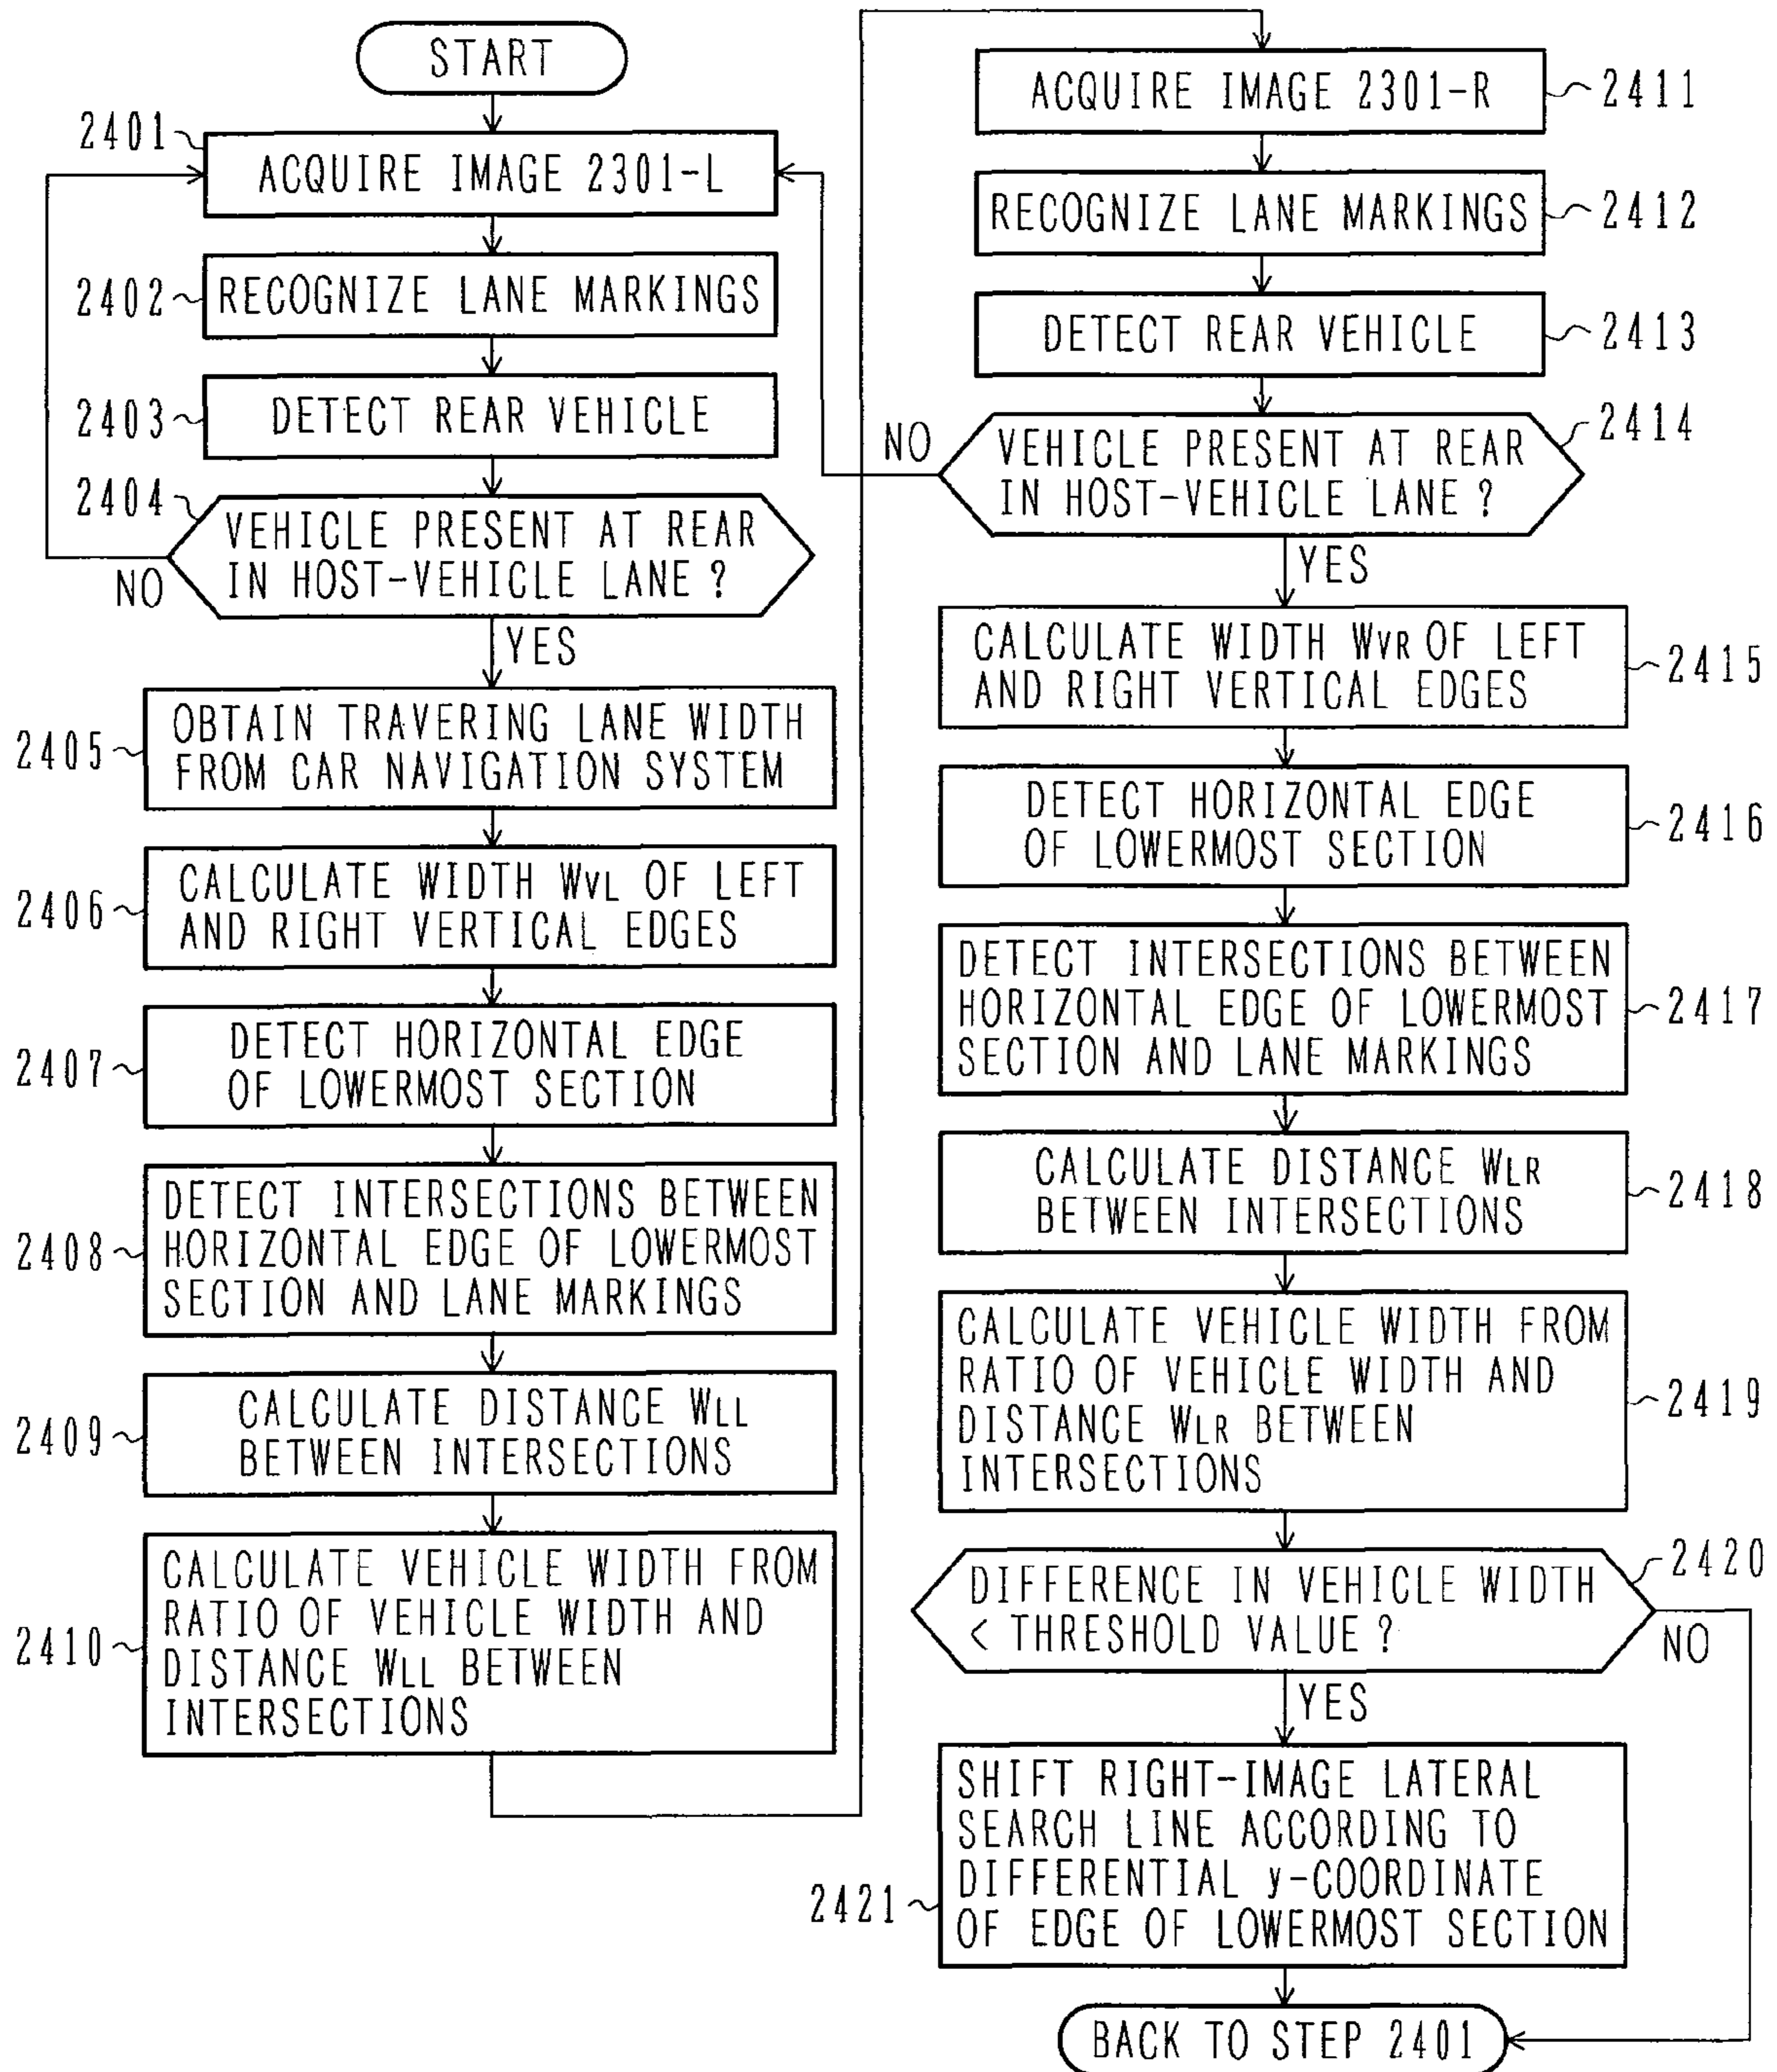 START
2401
ACQUIRE IMAGE 2301-L
2402
RECOGNIZE LANE MARKINGS
2403
DETECT REAR VEHICLE
2404
VEHICLE PRESENT AT REAR
IN HOST-VEHICLE LANE ?
NO
YES
2405
OBTAIN TRAVERING LANE WIDTH
FROM CAR NAVIGATION SYSTEM
2406
CALCULATE WIDTH WVL OF LEFT
AND RIGHT VERTICAL EDGES
2407
DETECT HORIZONTAL EDGE
OF LOWERMOST SECTION
2408
DETECT INTERSECTIONS BETWEEN
HORIZONTAL EDGE OF LOWERMOST
SECTION AND LANE MARKINGS
2409
CALCULATE DISTANCE WLL
BETWEEN INTERSECTIONS
2410
CALCULATE VEHICLE WIDTH FROM
RATIO OF VEHICLE WIDTH AND
DISTANCE WLL BETWEEN
INTERSECTIONS
ACQUIRE IMAGE 2301-R
2411
RECOGNIZE LANE MARKINGS
2412
DETECT REAR VEHICLE
2413
2414
NO
VEHICLE PRESENT AT REAR
IN HOST-VEHICLE LANE ?
YES
CALCULATE WIDTH WVR OF LEFT
AND RIGHT VERTICAL EDGES
2415
DETECT HORIZONTAL EDGE
OF LOWERMOST SECTION
2416
DETECT INTERSECTIONS BETWEEN
HORIZONTAL EDGE OF LOWERMOST
SECTION AND LANE MARKINGS
2417
CALCULATE DISTANCE WLR
BETWEEN INTERSECTIONS
2418
CALCULATE VEHICLE WIDTH FROM
RATIO OF VEHICLE WIDTH AND
DISTANCE WLR BETWEEN
INTERSECTIONS
2419
2420
DIFFERENCE IN VEHICLE WIDTH
< THRESHOLD VALUE ?
NO
YES
SHIFT RIGHT-IMAGE LATERAL
SEARCH LINE ACCORDING TO
DIFFERENTIAL y-COORDINATE
OF EDGE OF LOWERMOST SECTION
2421
BACK TO STEP 2401